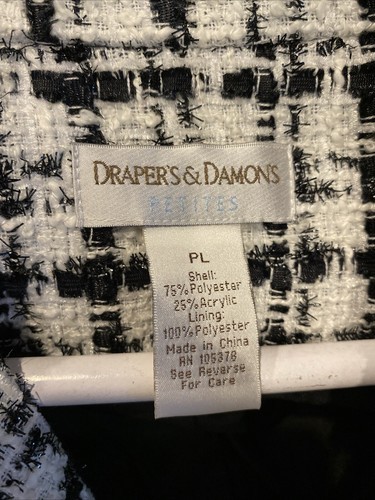 DRAPER'S & DAMON'S
PETITES
PL
Shell:
75% Polyester
25% Acrylic
Lining:
100% Polyester
Made in China
RN 109376
See Reverse
For Care